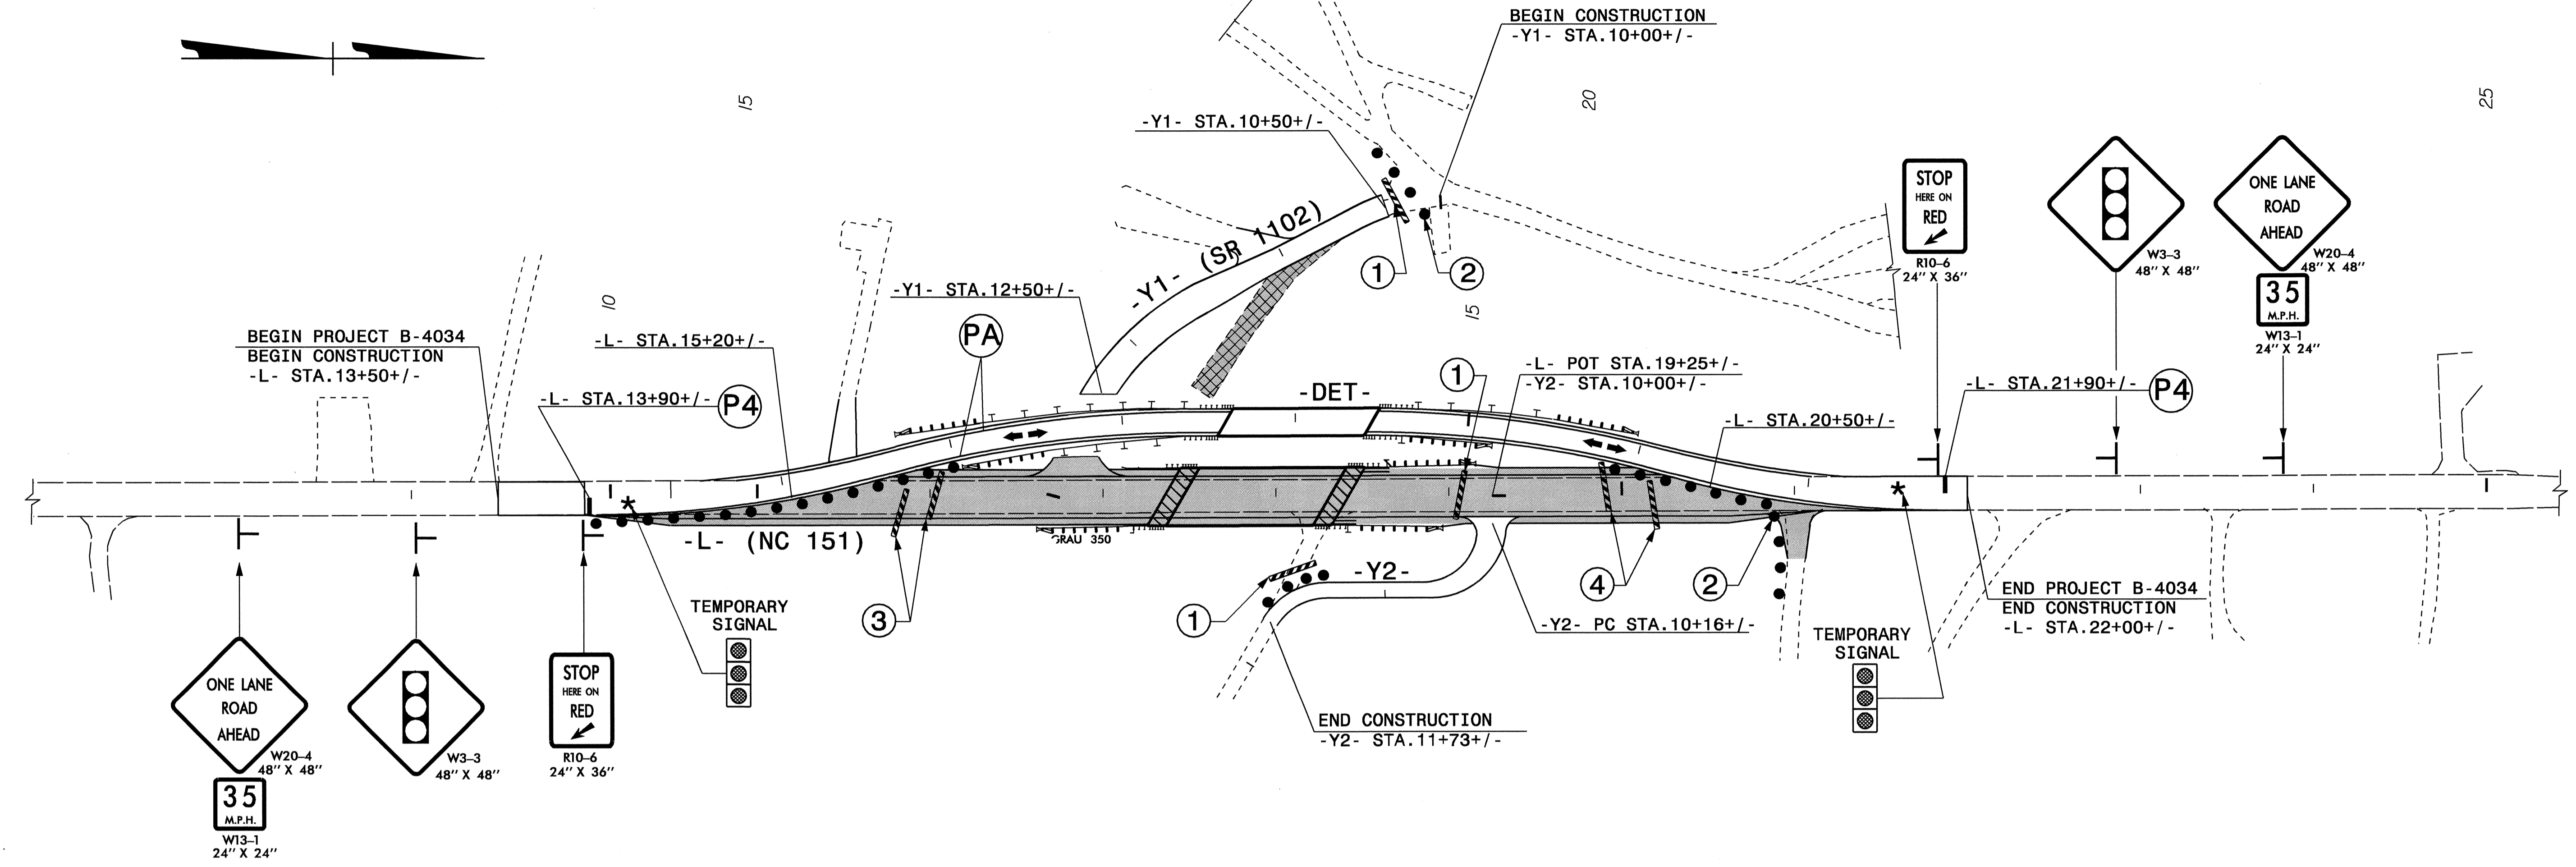 BEGIN CONSTRUCTION
-Y1- STA.10+00+/-
15
20
25
-Y1- STA.10+50+/-
STOP
HERE ON
RED
R10-6
24" X 36"
W3-3
48" X 48"
ONE LANE
ROAD
AHEAD
W20-4
48" X 48"
35
M.P.H.
W13-1
24" X 24"
-Y1- (SR 1102)
1
2
-Y1- STA.12+50+/-
10
15
BEGIN PROJECT B-4034
BEGIN CONSTRUCTION
-L- STA.13+50+/-
-L- STA.15+20+/-
PA
-L- STA.13+90+/-
P4
-DET-
1
-L- POT STA.19+25+/-
-Y2- STA.10+00+/-
-L- STA.20+50+/-
-L- STA.21+90+/-
P4
*
*
-L- (NC 151)
GRAU 350
-Y2-
3
1
4
2
-Y2- PC STA.10+16+/-
END PROJECT B-4034
END CONSTRUCTION
-L- STA.22+00+/-
TEMPORARY
SIGNAL
TEMPORARY
SIGNAL
END CONSTRUCTION
-Y2- STA.11+73+/-
ONE LANE
ROAD
AHEAD
W20-4
48" X 48"
35
M.P.H.
W13-1
24" X 24"
W3-3
48" X 48"
STOP
HERE ON
RED
R10-6
24" X 36"